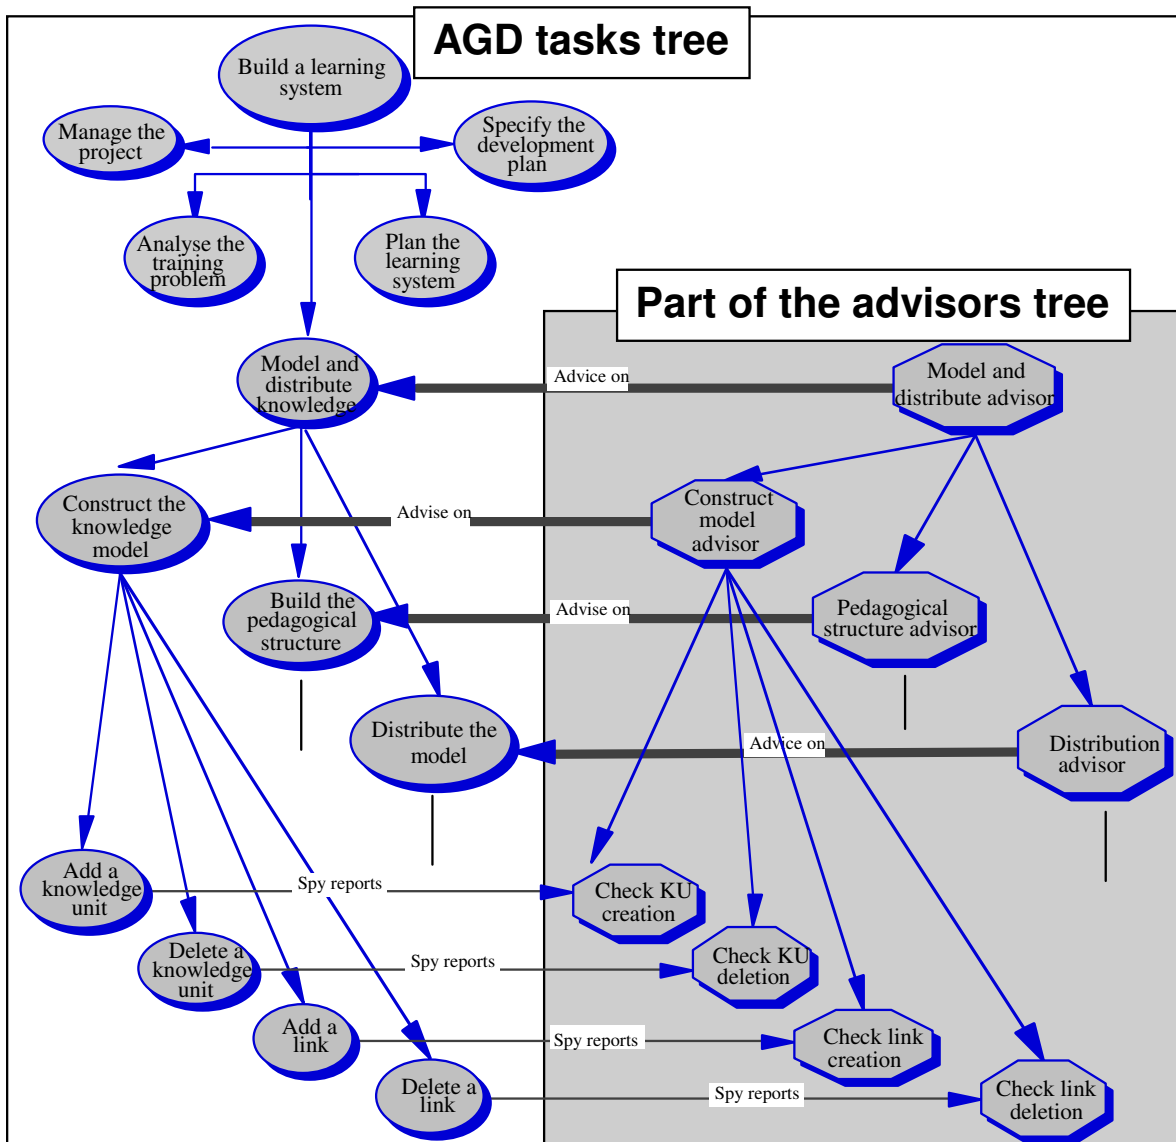 AGD tasks tree
Build a learning
system
Manage the
project
Specify the
development
plan
Analyse the
training
problem
Plan the
learning
system
Part of the advisors tree
Model and
distribute
knowledge
Advice on
Model and
distribute advisor
Construct the
knowledge
model
Advise on
Construct
model
advisor
Build the
pedagogical
structure
Advise on
Pedagogical
structure advisor
Distribute the
model
Advice on
Distribution
advisor
Add a
knowledge
unit
Spy reports
Check KU
creation
Delete a
knowledge
unit
Spy reports
Check KU
deletion
Add a
link
Spy reports
Check link
creation
Delete a
link
Spy reports
Check link
deletion